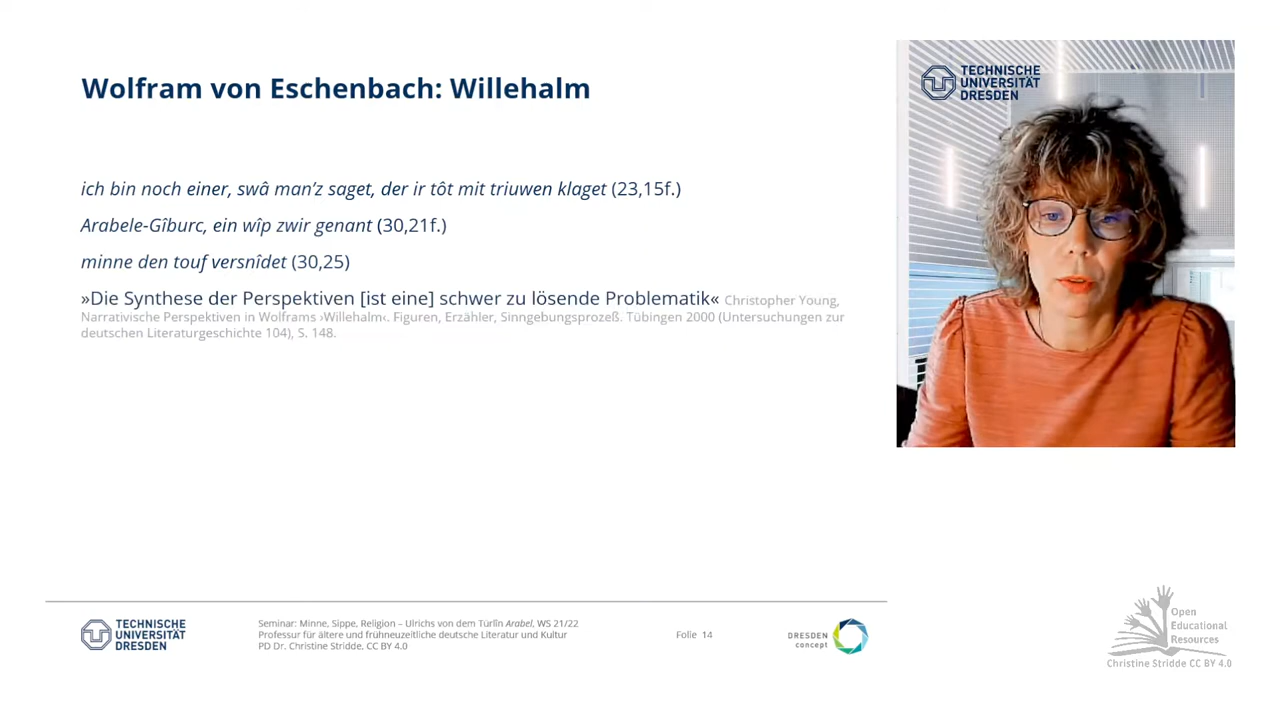 Wolfram von Eschenbach: Willehalm
ich bin noch einer, swâ man’z saget, der ir tôt mit triuwen klaget (23,15f.)
Arabele-Gîburc, ein wîp zwir genant (30,21f.)
minne den touf versnîdet (30,25)
»Die Synthese der Perspektiven [ist eine] schwer zu lösende Problematik« Christopher Young,
Narrativische Perspektiven in Wolframs ›Willehalm‹. Figuren, Erzähler, Sinngebungsprozeß. Tübingen 2000 (Untersuchungen zur
deutschen Literaturgeschichte 104), S. 148.
TECHNISCHE
UNIVERSITÄT
DRESDEN
TECHNISCHE
UNIVERSITÄT
DRESDEN
Seminar: Minne, Sippe, Religion – Ulrichs von dem Türlîn Arabel, WS 21/22
Professur für ältere und frühneuzeitliche deutsche Literatur und Kultur
PD Dr. Christine Stridde, CC BY 4.0
Folie 14
DRESDEN
concept
Open
Educational
Resources
Christine Stridde CC BY 4.0